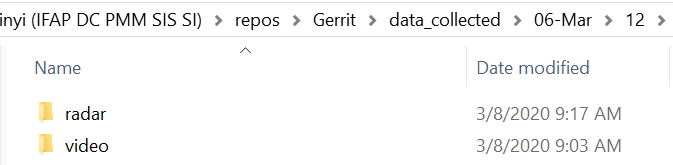 inyi (IFAP DC PMM SIS SI) > repos > Gerrit > data_collected > 06-Mar > 12 >
Name Date modified
radar 3/8/2020 9:17 AM
video 3/8/2020 9:03 AM